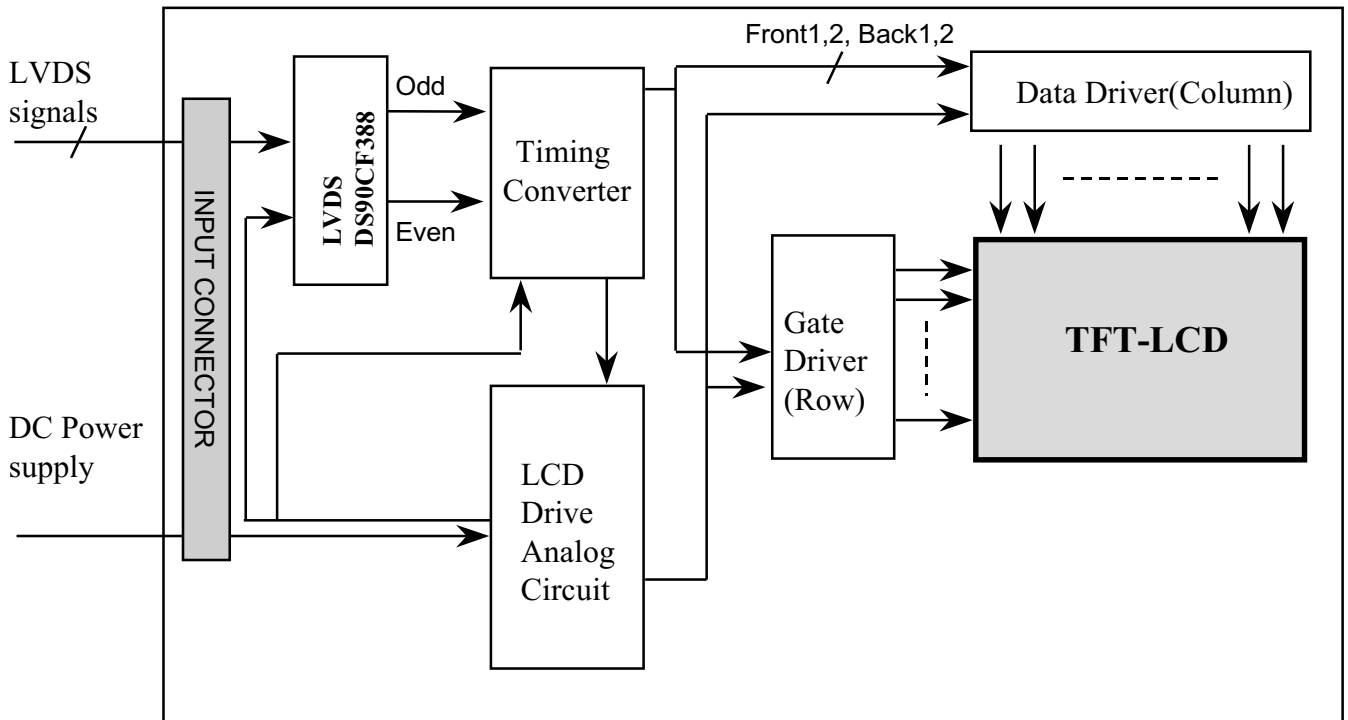 LVDS
signals
DC Power
supply
INPUT CONNECTOR
LVDS
DS90CF388
Odd
Even
Timing
Converter
LCD
Drive
Analog
Circuit
Front1,2, Back1,2
Data Driver(Column)
Gate
Driver
(Row)
TFT-LCD